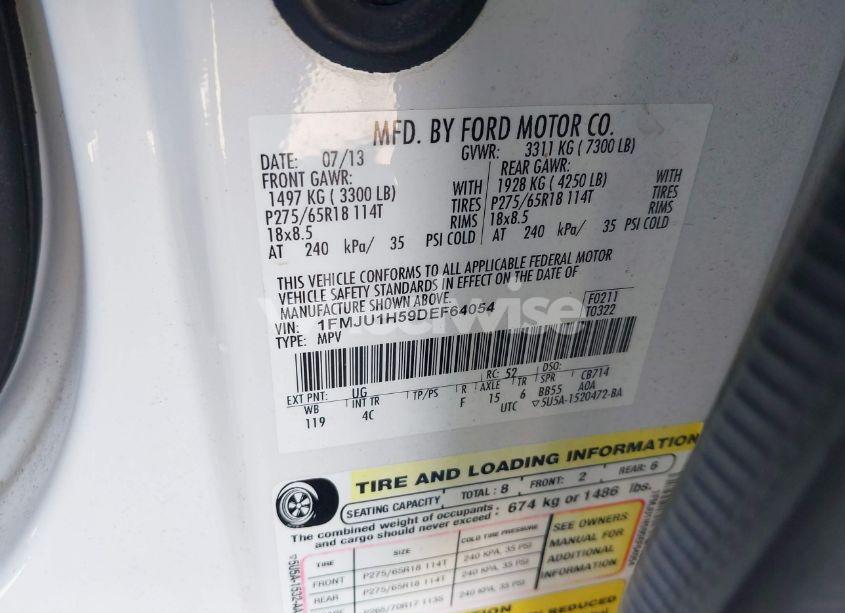 MFD. BY FORD MOTOR CO.
DATE: 07/13 GVWR: 3311 KG ( 7300 LB)
FRONT GAWR: REAR GAWR:
1497 KG ( 3300 LB) WITH 1928 KG ( 4250 LB) WITH
P275/65R18 114T TIRES P275/65R18 114T TIRES
18x8.5 RIMS 18x8.5 RIMS
AT 240 kPa/ 35 PSI COLD AT 240 kPa/ 35 PSI COLD
THIS VEHICLE CONFORMS TO ALL APPLICABLE FEDERAL MOTOR
VEHICLE SAFETY STANDARDS IN EFFECT ON THE DATE OF
MANUFACTURE SHOWN ABOVE.
VIN: 1FMJU1H59DEF64054 F0211
TYPE: MPV T0322
EXT PNT: UG RC: 52 DSO:
WB INT TR TP/PS R AXLE TR SPR CB714
119 4C F 15 6 BB55 A0A
UTC ▽5U5A-1520472-BA
TIRE AND LOADING INFORMATION
SEATING CAPACITY TOTAL: 8 FRONT: 2 REAR: 6
The combined weight of occupants and cargo should never exceed : 674 kg or 1486 lbs.
TIRE SIZE COLD TIRE PRESSURE
FRONT P275/65R18 114T 240 KPA, 35 PSI
REAR P275/65R18 114T 240 KPA, 35 PSI
P265/70R17 113S
SEE OWNERS
MANUAL FOR
ADDITIONAL
INFORMATION
REDUCED